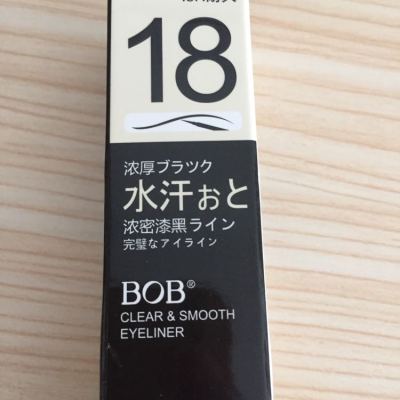 18
浓厚ブラツク
水汗ぉと
浓密漆黑ライン
完璧なアイライン
BOB®
CLEAR & SMOOTH
EYELINER